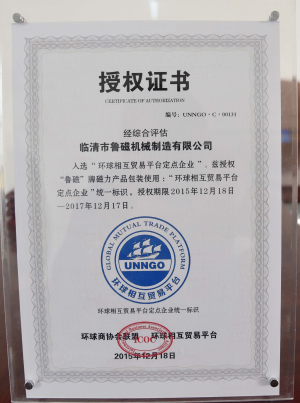 授权证书
CERTIFICATE OF AUTHORIZATION
编号：UNNGO·C·00131
经综合评估
临清市鲁磁机械制造有限公司
入选“环球相互贸易平台定点企业”，兹授权
“鲁磁”牌磁力产品包装使用：“环球相互贸易平台
定点企业”统一标识。授权期限2015年12月18日
—2017年12月17日。
GLOBAL MUTUAL TRADE PLATFORM
UNNGO
环球相互贸易平台
环球相互贸易平台定点企业统一标识
环球商协会联盟 环球相互贸易平台
ICOC
2015年12月18日